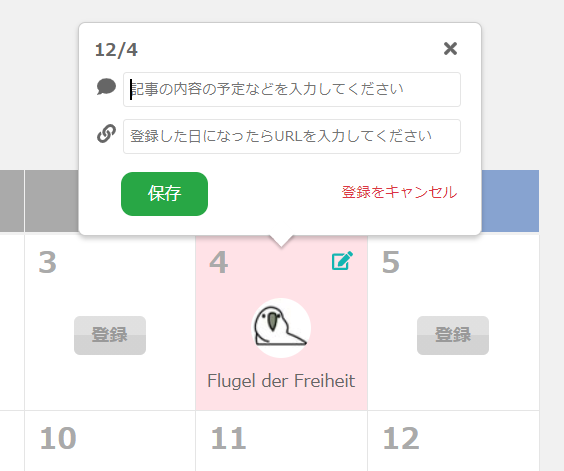 12/4
記事の内容の予定などを入力してください
登録した日になったらURLを入力してください
保存
登録をキャンセル
3
4
5
登録
登録
Flugel der Freiheit
10
11
12